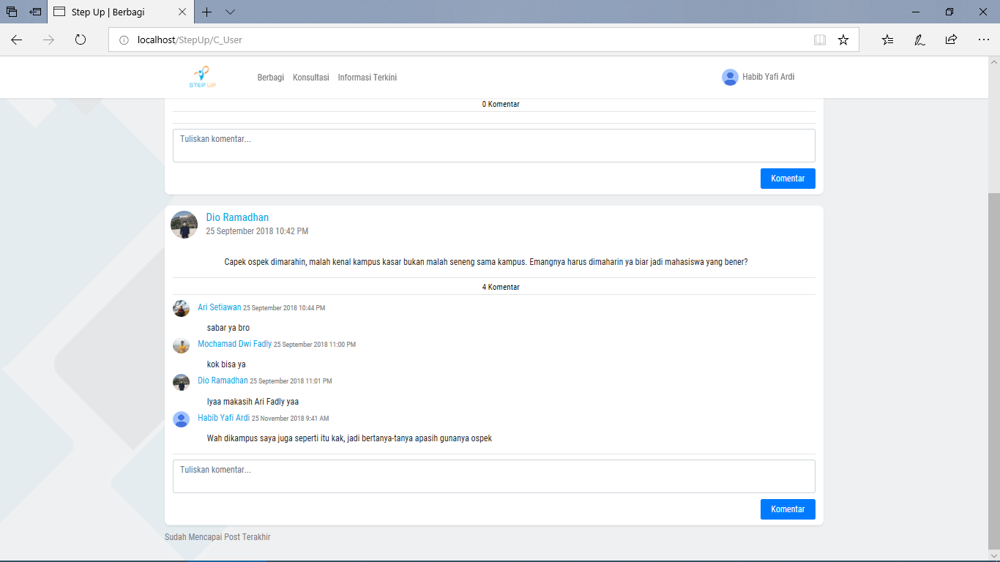 Step Up | Berbagi
localhost/StepUp/C_User
STEP UP
Berbagi Konsultasi Informasi Terkini
Habib Yafi Ardi
0 Komentar
Tuliskan komentar...
Komentar
Dio Ramadhan
25 September 2018 10:42 PM
Capek ospek dimarahin, malah kenal kampus kasar bukan malah seneng sama kampus. Emangnya harus dimaharin ya biar jadi mahasiswa yang bener?
4 Komentar
Ari Setiawan 25 September 2018 10:44 PM
sabar ya bro
Mochamad Dwi Fadly 25 September 2018 11:00 PM
kok bisa ya
Dio Ramadhan 25 September 2018 11:01 PM
Iyaa makasih Ari Fadly yaa
Habib Yafi Ardi 25 November 2018 9:41 AM
Wah dikampus saya juga seperti itu kak, jadi bertanya-tanya apasih gunanya ospek
Tuliskan komentar...
Komentar
Sudah Mencapai Post Terakhir